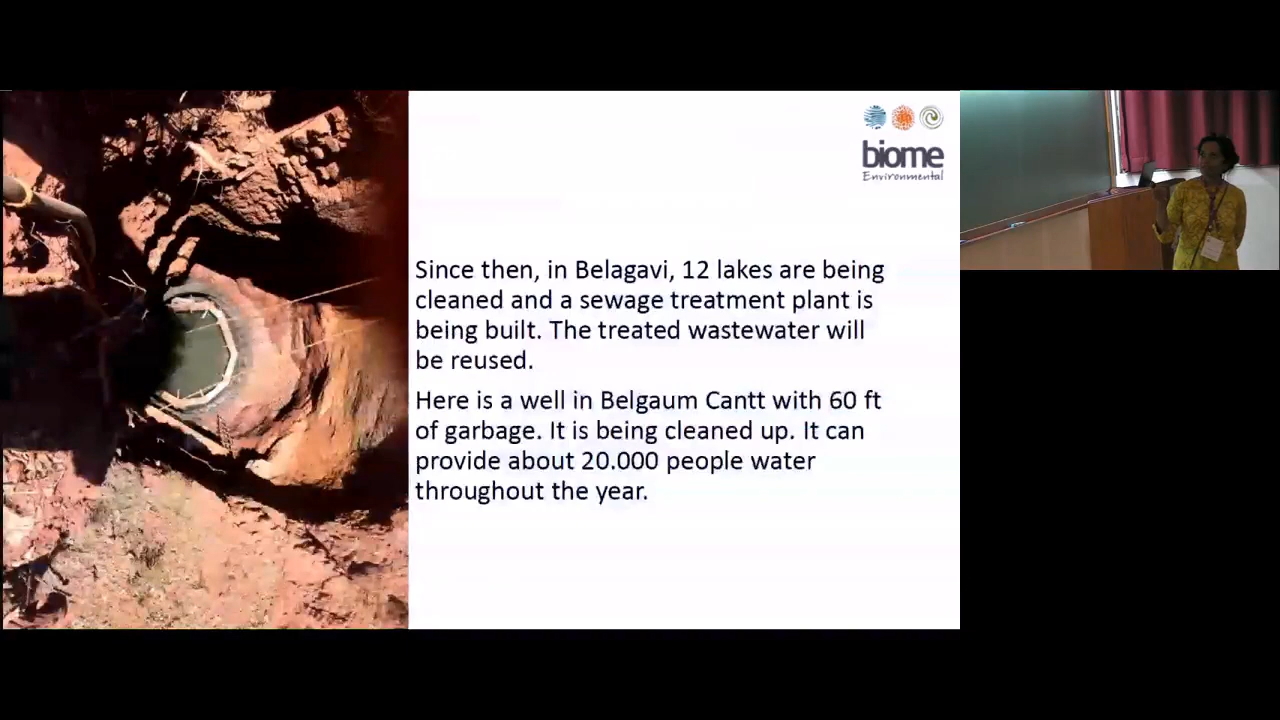 biome
Environmental
Since then, in Belagavi, 12 lakes are being
cleaned and a sewage treatment plant is
being built. The treated wastewater will
be reused.
Here is a well in Belgaum Cantt with 60 ft
of garbage. It is being cleaned up. It can
provide about 20.000 people water
throughout the year.